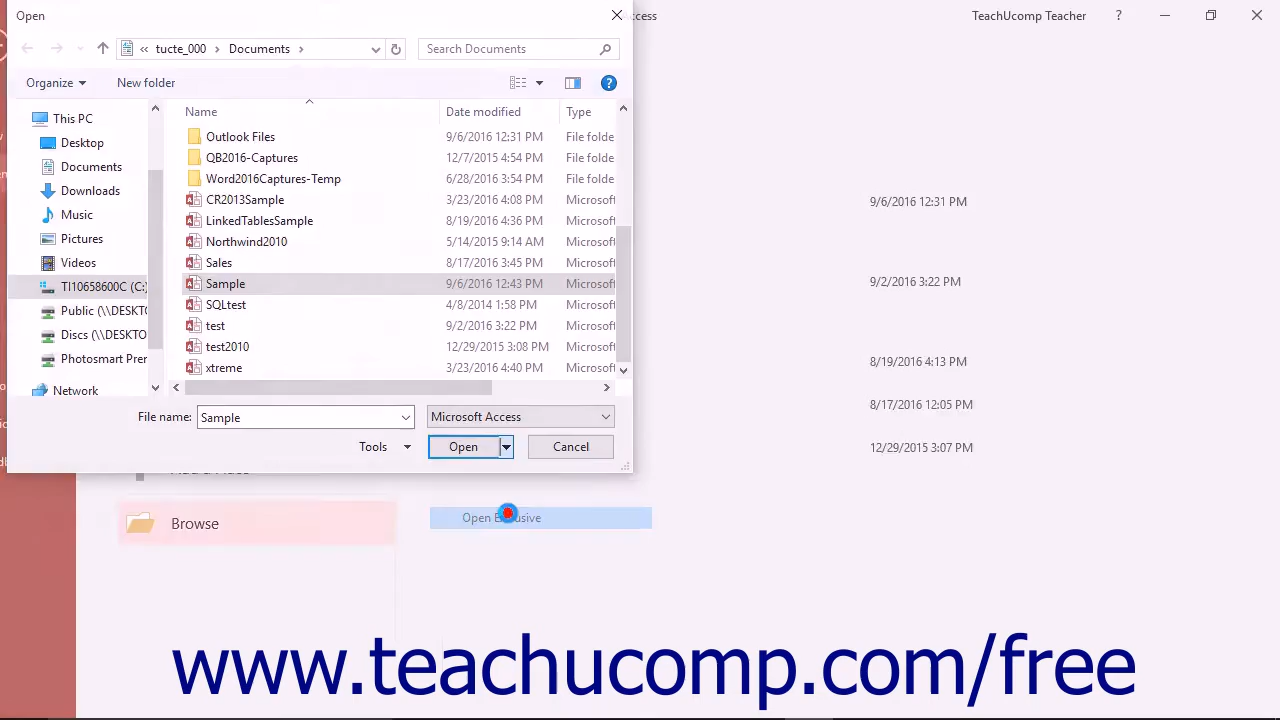 Open
ccess
TeachUcomp Teacher
?
« tucte_000 > Documents >
Search Documents
Organize
New folder
?
Name
Date modified
Type
This PC
Desktop
Documents
Downloads
Music
Pictures
Videos
TI10658600C (C:)
Public (\\DESKTO
Discs (\\DESKTO
Photosmart Prer
Network
Outlook Files 9/6/2016 12:31 PM File folde
QB2016-Captures 12/7/2015 4:54 PM File folde
Word2016Captures-Temp 6/28/2016 3:54 PM File folde
CR2013Sample 3/23/2016 4:08 PM Microsoft
LinkedTablesSample 8/19/2016 4:36 PM Microsoft
Northwind2010 5/14/2015 9:14 AM Microsoft
Sales 8/17/2016 3:45 PM Microsoft
Sample 9/6/2016 12:43 PM Microsoft
SQLtest 4/8/2014 1:58 PM Microsoft
test 9/2/2016 3:22 PM Microsoft
test2010 12/29/2015 3:08 PM Microsoft
xtreme 3/23/2016 4:40 PM Microsoft
File name: Sample
Microsoft Access
Tools
Open
Cancel
9/6/2016 12:31 PM
9/2/2016 3:22 PM
8/19/2016 4:13 PM
8/17/2016 12:05 PM
12/29/2015 3:07 PM
Browse
Open Exclusive
www.teachucomp.com/free